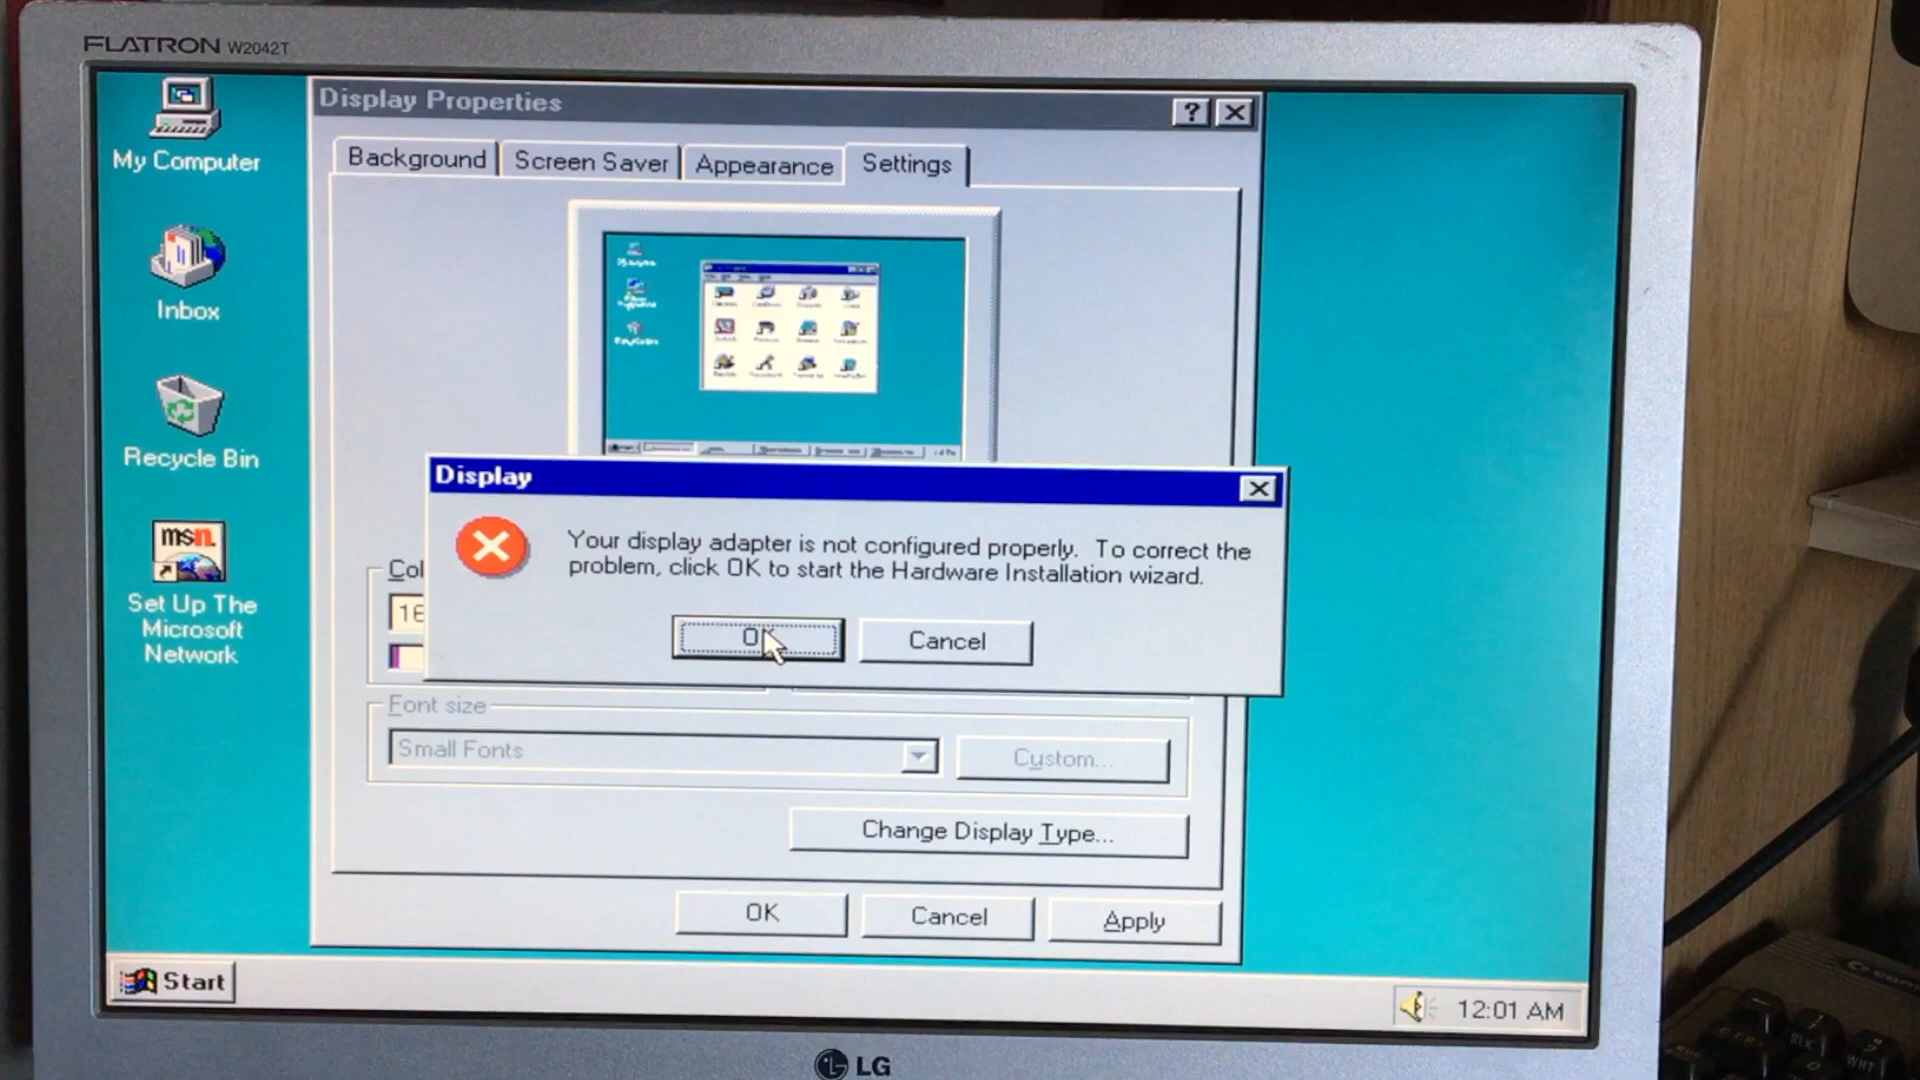 FLATRON W2042T
My Computer
Inbox
Recycle Bin
msn.
Set Up The
Microsoft
Network
Display Properties
?
Background
Screen Saver
Appearance
Settings
Display
Your display adapter is not configured properly. To correct the
problem, click OK to start the Hardware Installation wizard.
Cancel
Font size
Small Fonts
Custom...
Change Display Type...
OK
Cancel
Apply
Start
12:01 AM
LG